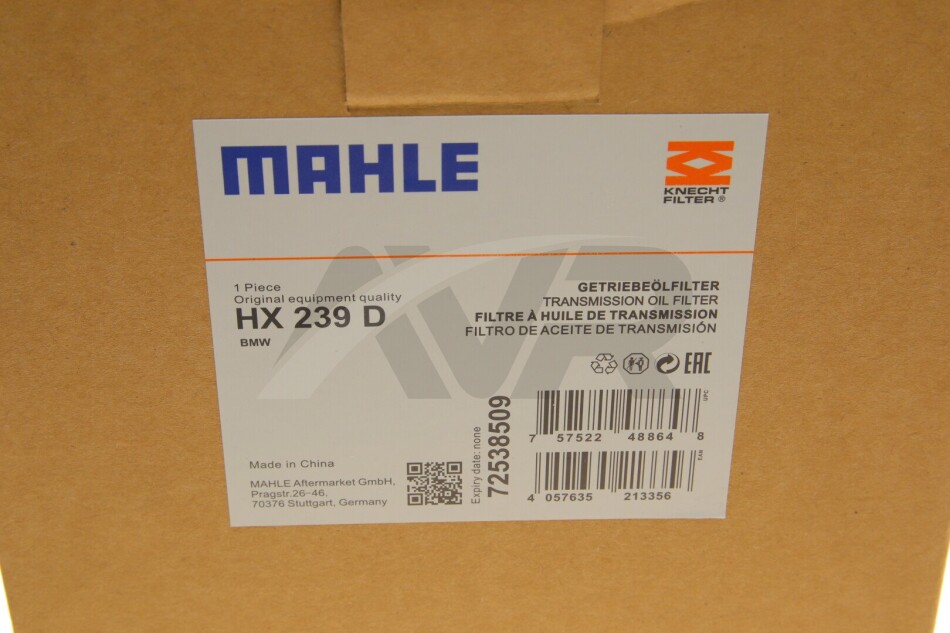 MAHLE
KNECHT
FILTER®
1 Piece
Original equipment quality
HX 239 D
BMW
GETRIEBEÖLFILTER
TRANSMISSION OIL FILTER
FILTRE À HUILE DE TRANSMISSION
FILTRO DE ACEITE DE TRANSMISIÓN
EAC
AVR
Made in China
MAHLE Aftermarket GmbH,
Pragstr.26-46,
70376 Stuttgart, Germany
Expiry date: none
72538509
UPC
7 57522 48864 8
EAN
4 057635 213356